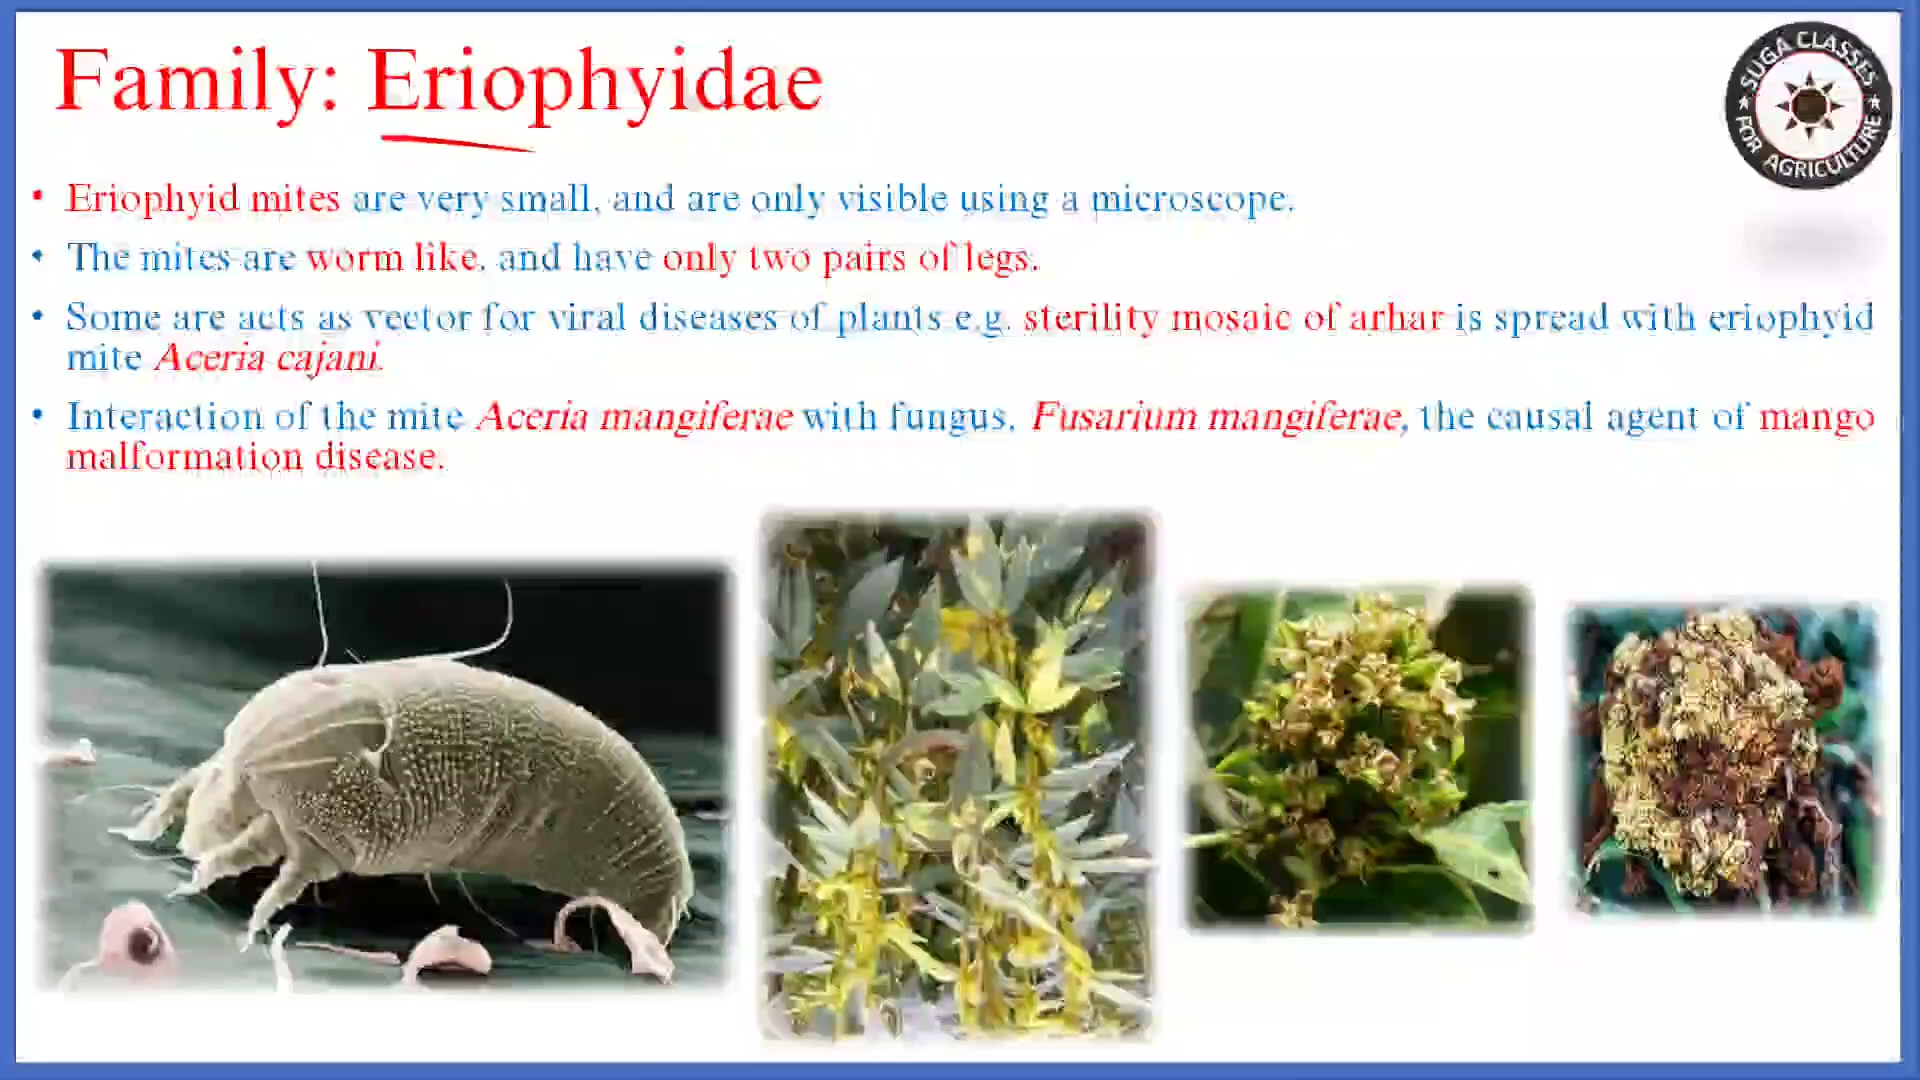 Family: Eriophyidae
SUGA CLASSES
FOR AGRICULTURE
• Eriophyid mites are very small, and are only visible using a microscope.
• The mites are worm like, and have only two pairs of legs.
• Some are acts as vector for viral diseases of plants e.g. sterility mosaic of arhar is spread with eriophyid
mite Aceria cajani.
• Interaction of the mite Aceria mangiferae with fungus, Fusarium mangiferae, the causal agent of mango
malformation disease.